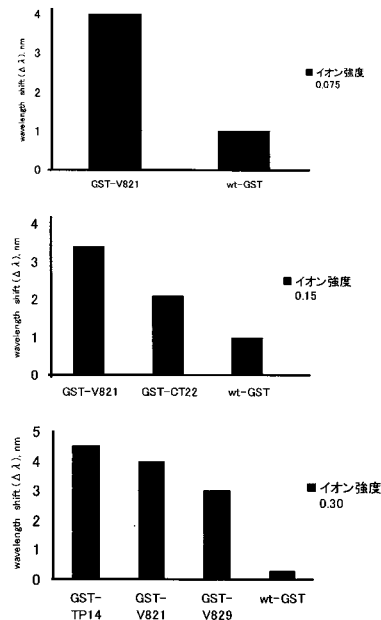 wavelength shift (Δλ), nm
4
3
2
1
0
GST-V821
wt-GST
イオン強度
0.075
wavelength shift (Δλ), nm
4
3
2
1
0
GST-V821
GST-CT22
wt-GST
イオン強度
0.15
wavelength shift (Δλ), nm
5
4
3
2
1
0
GST-
TP14
GST-
V821
GST-
V829
wt-GST
イオン強度
0.30